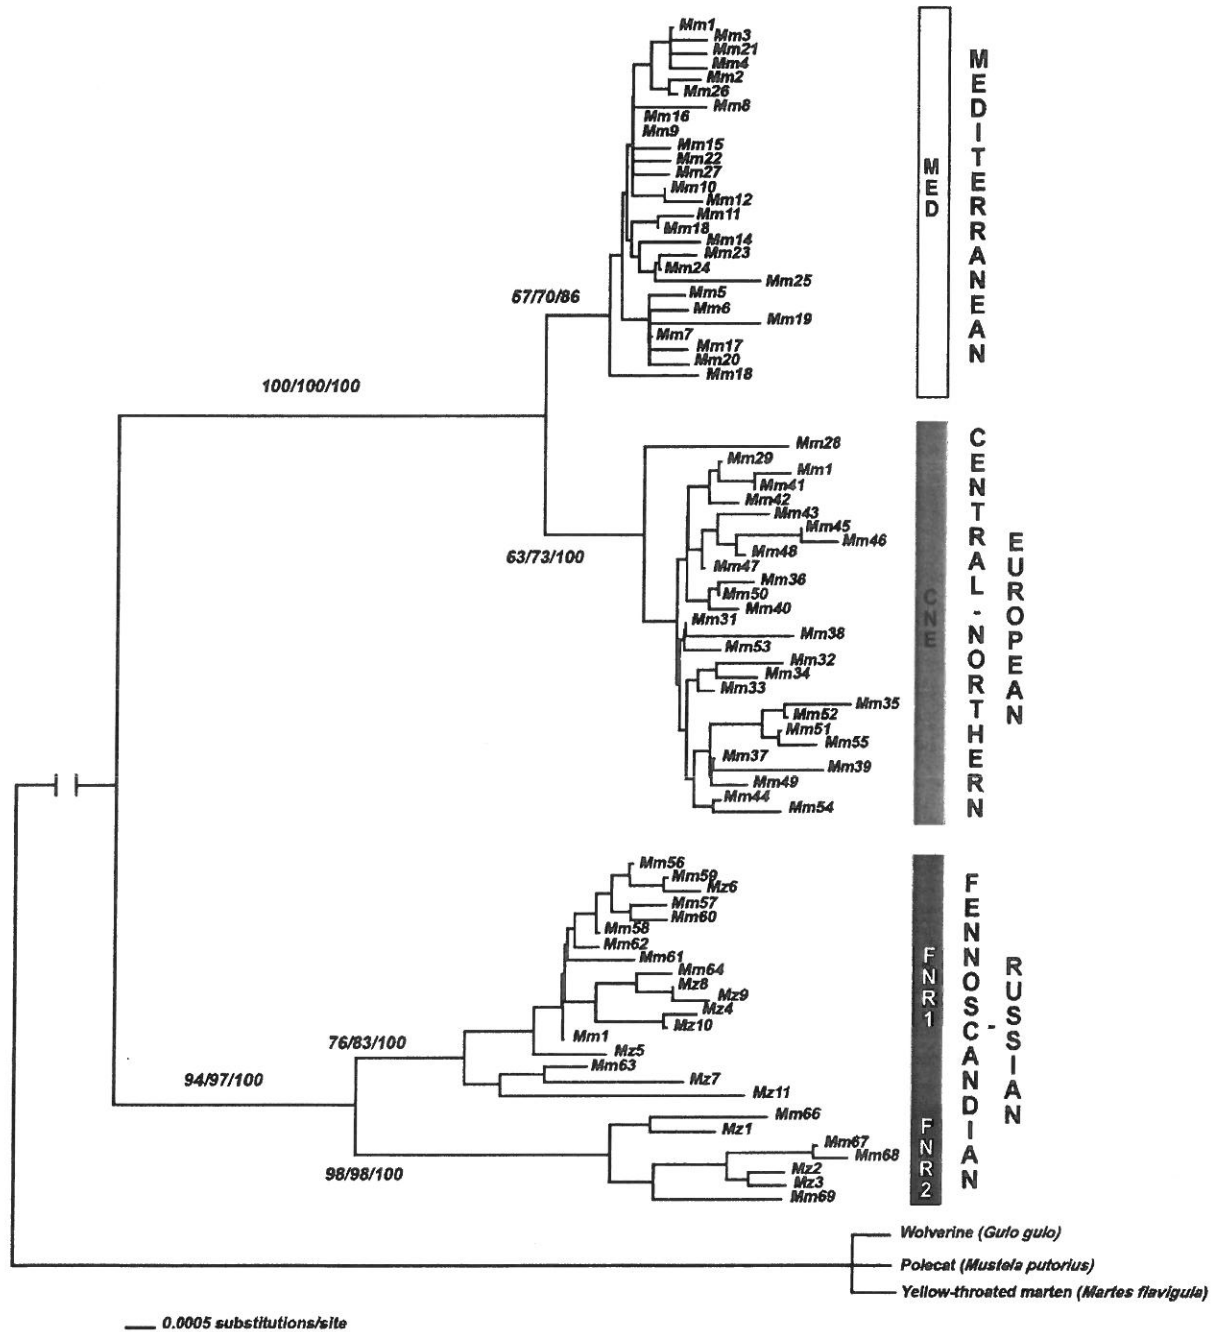 Mm1
Mm3
Mm21
Mm4
Mm2
Mm26
Mm8
Mm16
Mm9
Mm15
Mm22
Mm27
Mm10
Mm12
Mm11
Mm18
Mm14
Mm23
Mm24
Mm25
Mm5
Mm6
Mm19
Mm7
Mm17
Mm20
Mm18
MED
MEDITERRANEAN
57/70/86
100/100/100
63/73/100
Mm28
Mm29
Mm1
Mm41
Mm42
Mm43
Mm45
Mm46
Mm48
Mm47
Mm36
Mm50
Mm40
Mm31
Mm38
Mm53
Mm32
Mm34
Mm33
Mm35
Mm52
Mm51
Mm55
Mm37
Mm39
Mm49
Mm44
Mm54
CNE
CENTRAL-NORTHERN
EUROPEAN
Mm56
Mm59
Mz6
Mm57
Mm60
Mm58
Mm62
Mm61
Mm64
Mz8
Mz9
Mz4
Mz10
Mm1
Mz5
Mm63
Mz7
Mz11
76/83/100
94/97/100
98/98/100
Mm66
Mz1
Mm67
Mm68
Mz2
Mz3
Mm69
FNR1
FNR2
FENNOSCANDIAN
-
RUSSIAN
Wolverine (Gulo gulo)
Polecat (Mustela putorius)
Yellow-throated marten (Martes flavigula)
0.0005 substitutions/site